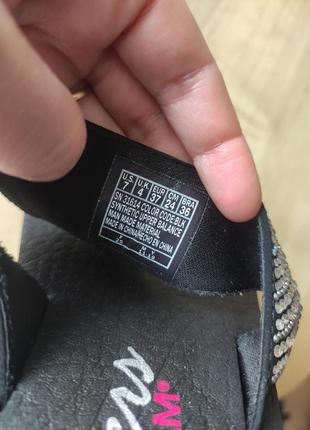 U.S. U.K. EUR CM BRA
7 4 37 24 36
SN 31614 COLOR CODE:BLK
SYNTHETIC UPPER BALANCE
MAN MADE MATERIAL
MADE IN CHINA/HECHO EN CHINA
ers
M